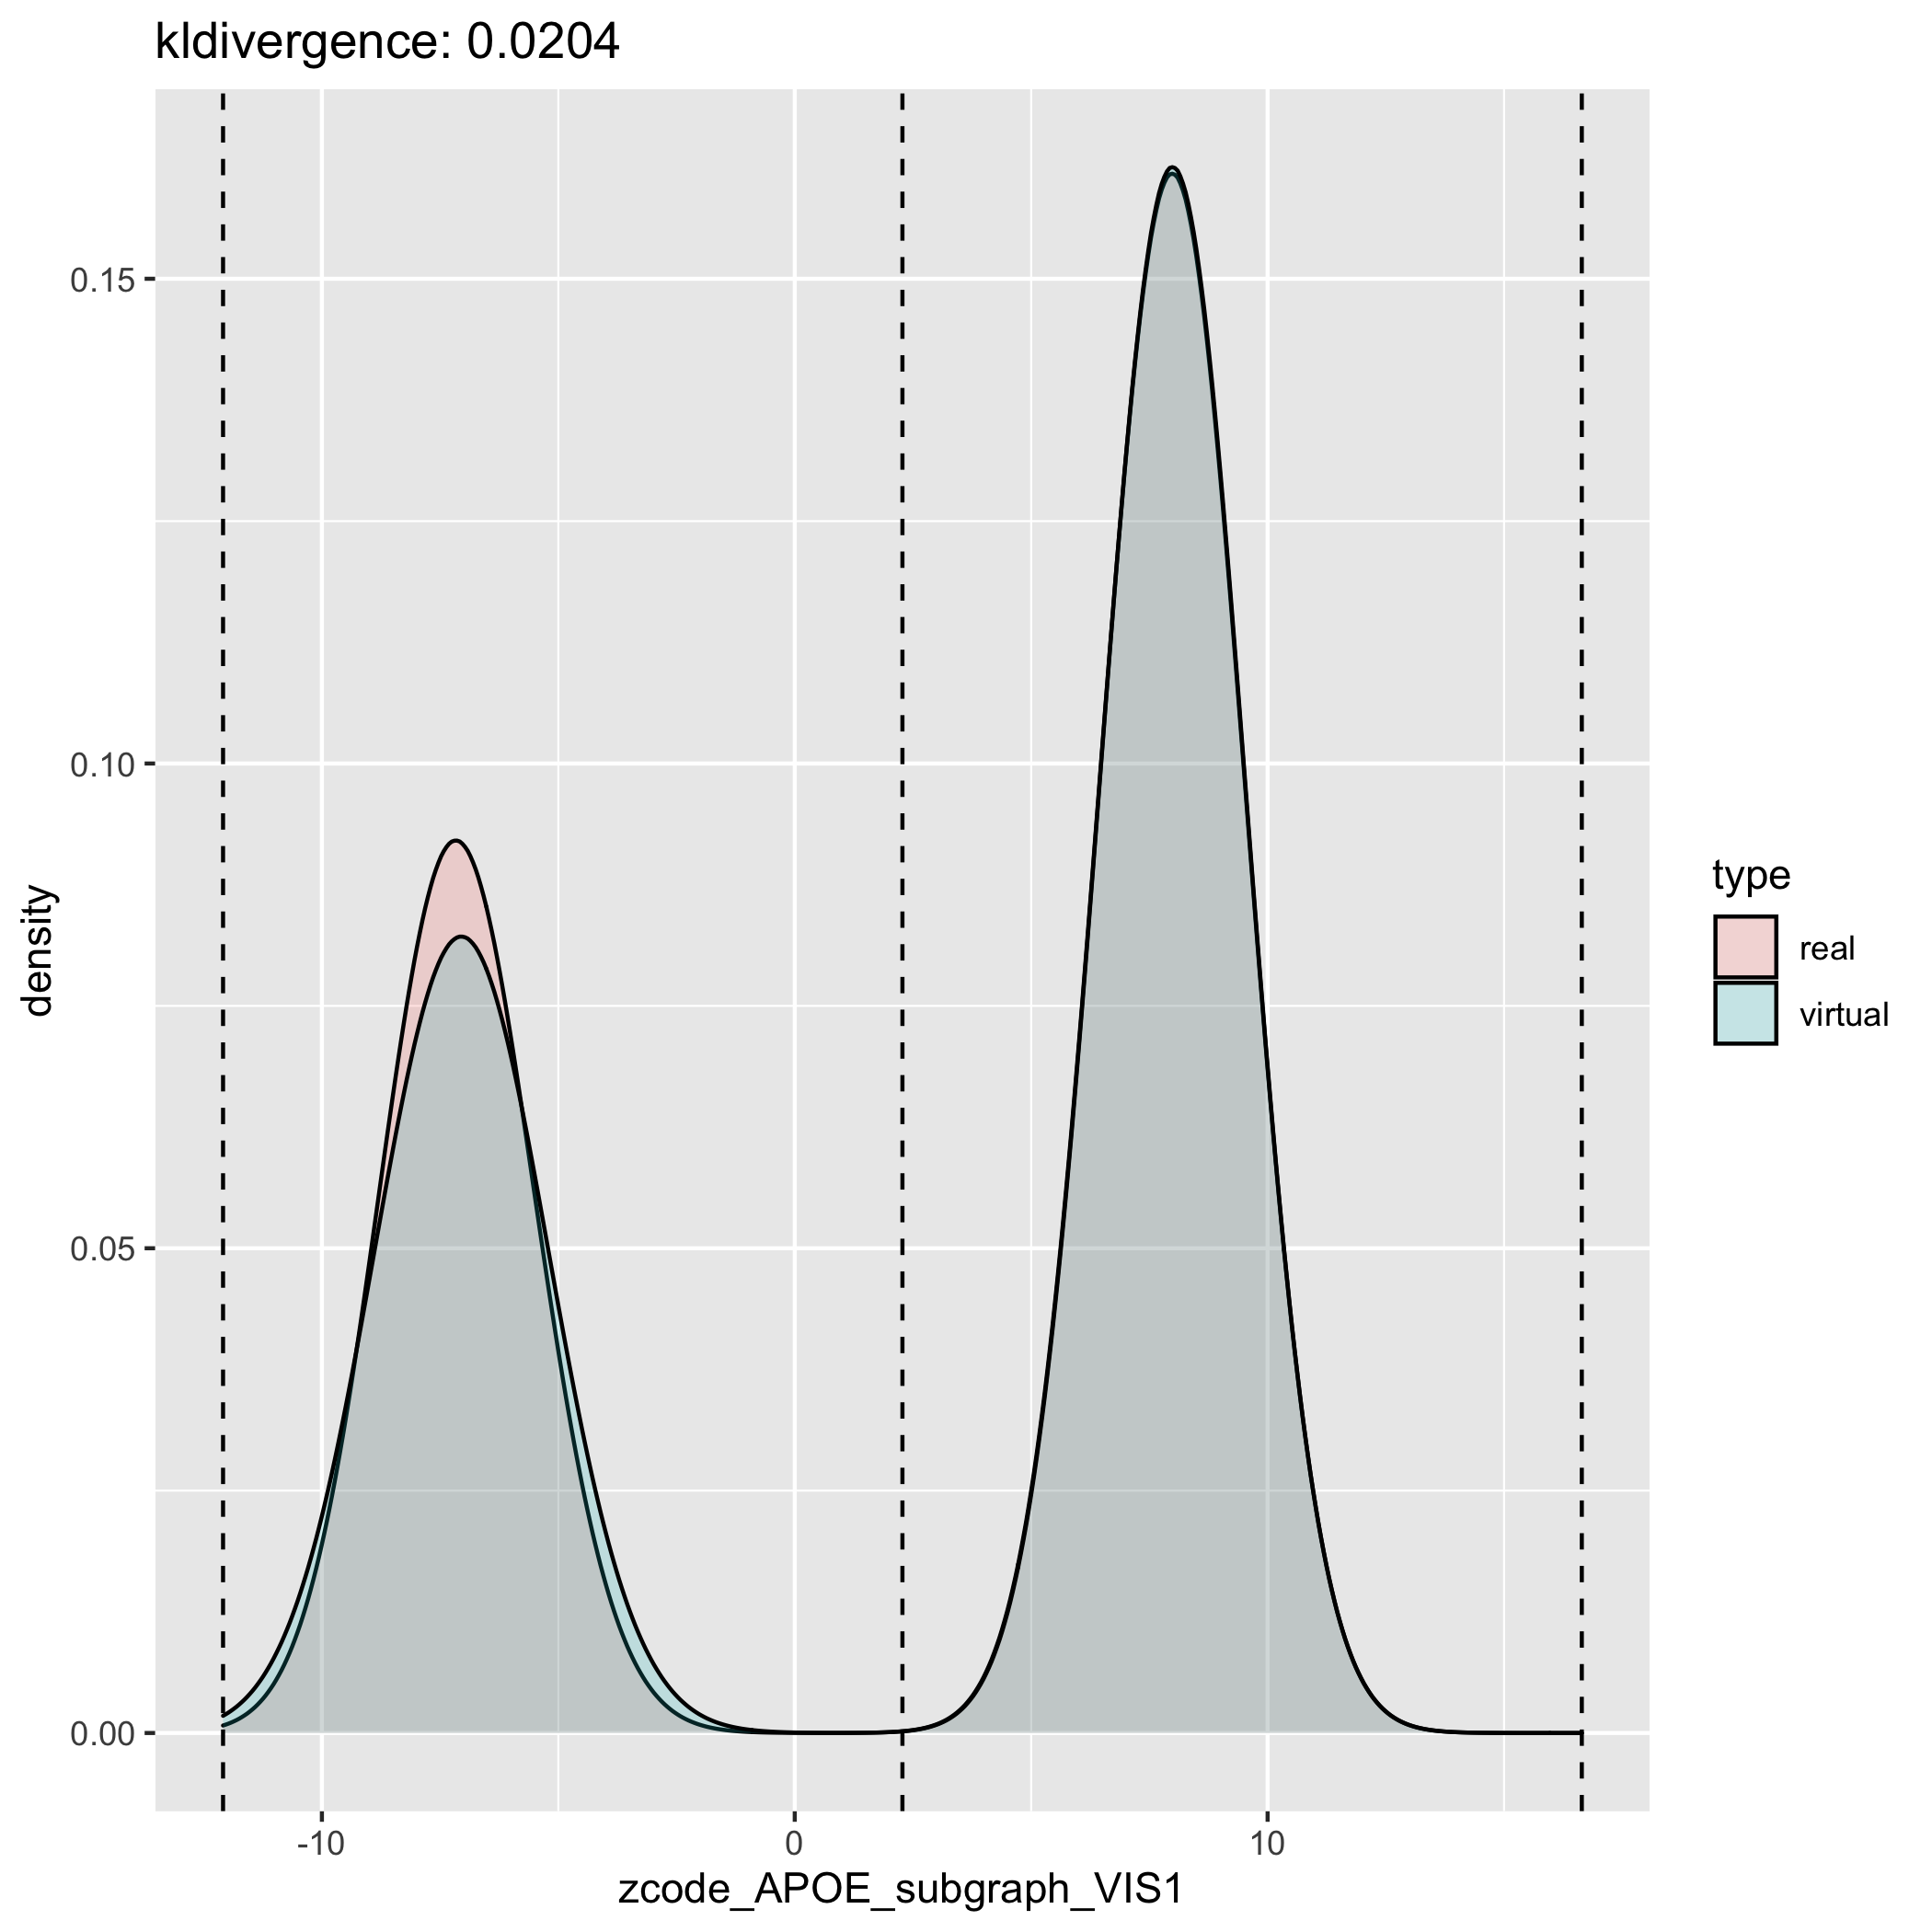 kldivergence: 0.0204
0.15
0.10
0.05
0.00
density
-10
0
10
zcode_APOE_subgraph_VIS1
type
real
virtual